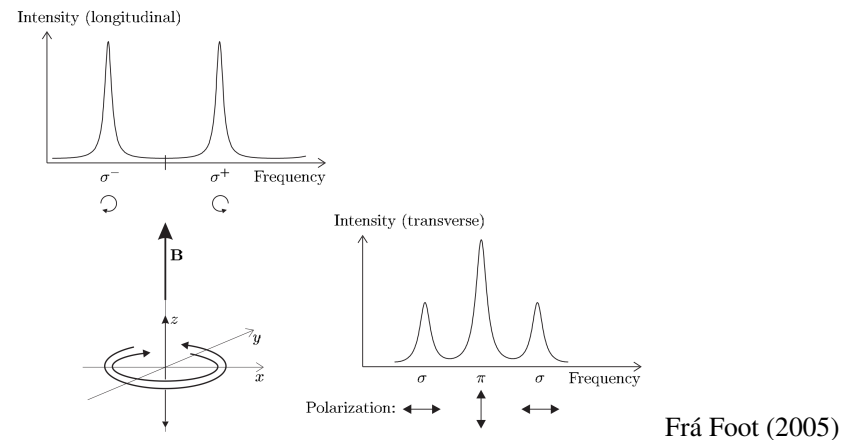 Intensity (longitudinal)
σ⁻ σ⁺ Frequency
Intensity (transverse)
B
z
y
x
σ π σ Frequency
Polarization:
Frá Foot (2005)